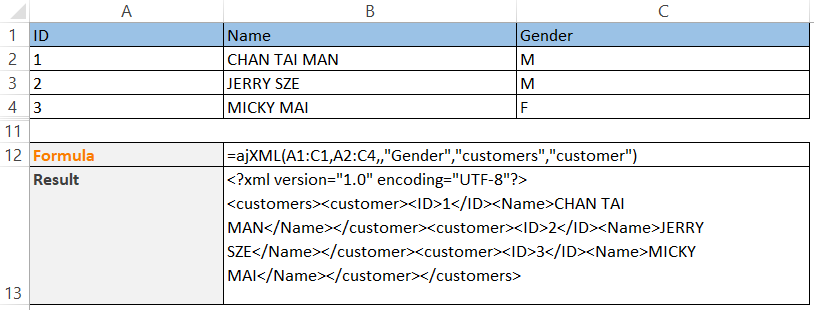 A B C
1 ID Name Gender
2 1 CHAN TAI MAN M
3 2 JERRY SZE M
4 3 MICKY MAI F
11
12 Formula =ajXML(A1:C1,A2:C4,,"Gender","customers","customer")
Result <?xml version="1.0" encoding="UTF-8"?>
<customers><customer><ID>1</ID><Name>CHAN TAI
MAN</Name></customer><customer><ID>2</ID><Name>JERRY
SZE</Name></customer><customer><ID>3</ID><Name>MICKY
MAI</Name></customer></customers>
13